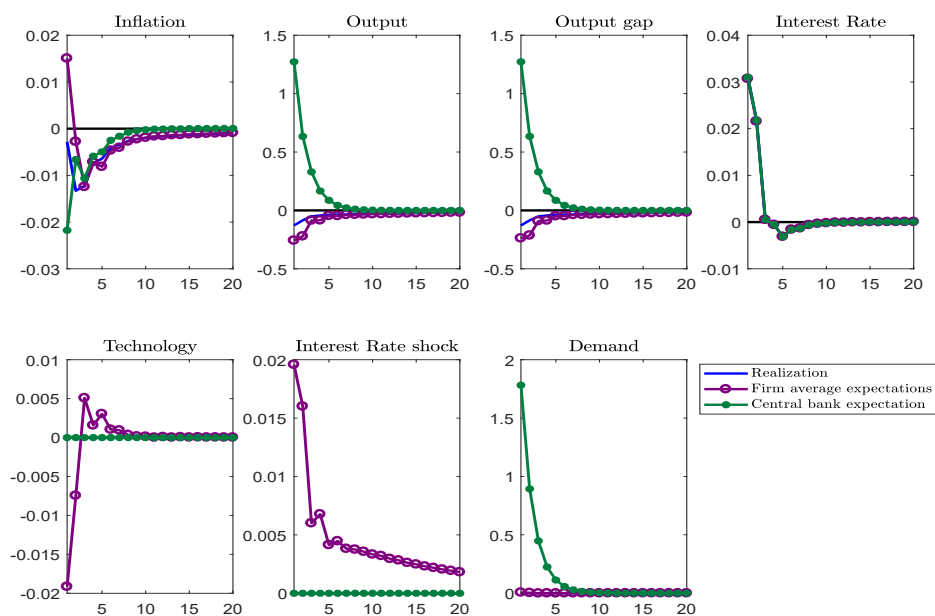 Inflation
Output
Output gap
Interest Rate
0.02
0.01
0
-0.01
-0.02
-0.03
5 10 15 20
1.5
1
0.5
0
-0.5
5 10 15 20
1.5
1
0.5
0
-0.5
5 10 15 20
0.04
0.03
0.02
0.01
0
-0.01
5 10 15 20
Technology
Interest Rate shock
Demand
0.01
0.005
0
-0.005
-0.01
-0.015
-0.02
5 10 15 20
0.02
0.015
0.01
0.005
0
5 10 15 20
2
1.5
1
0.5
0
5 10 15 20
Realization
Firm average expectations
Central bank expectation